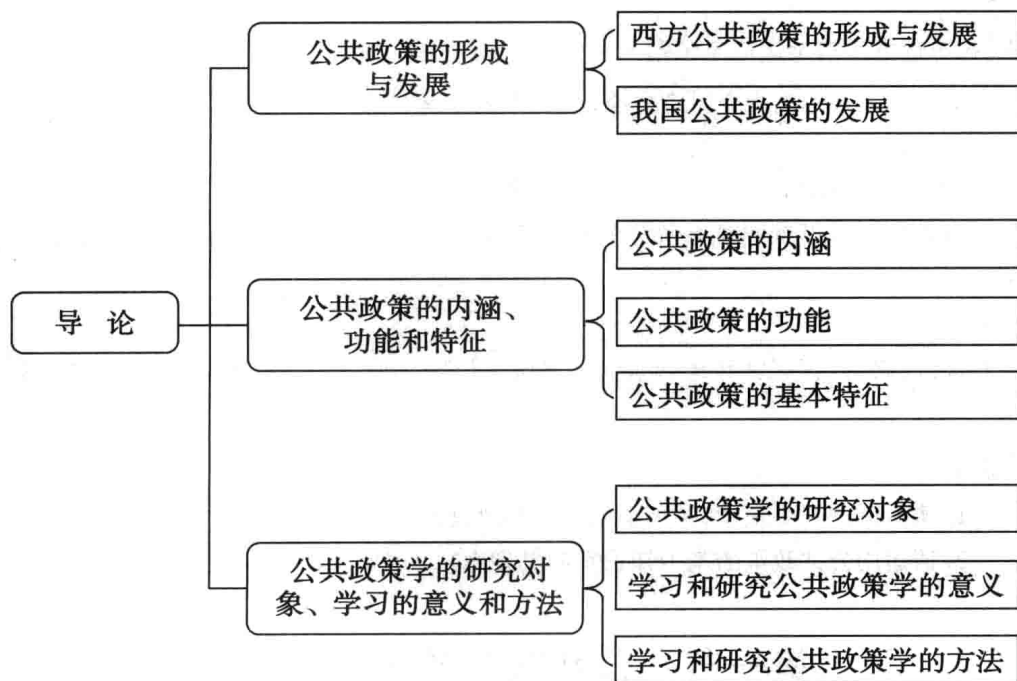 导 论
公共政策的形成
与发展
西方公共政策的形成与发展
我国公共政策的发展
公共政策的内涵、
功能和特征
公共政策的内涵
公共政策的功能
公共政策的基本特征
公共政策学的研究对
象、学习的意义和方法
公共政策学的研究对象
学习和研究公共政策学的意义
学习和研究公共政策学的方法